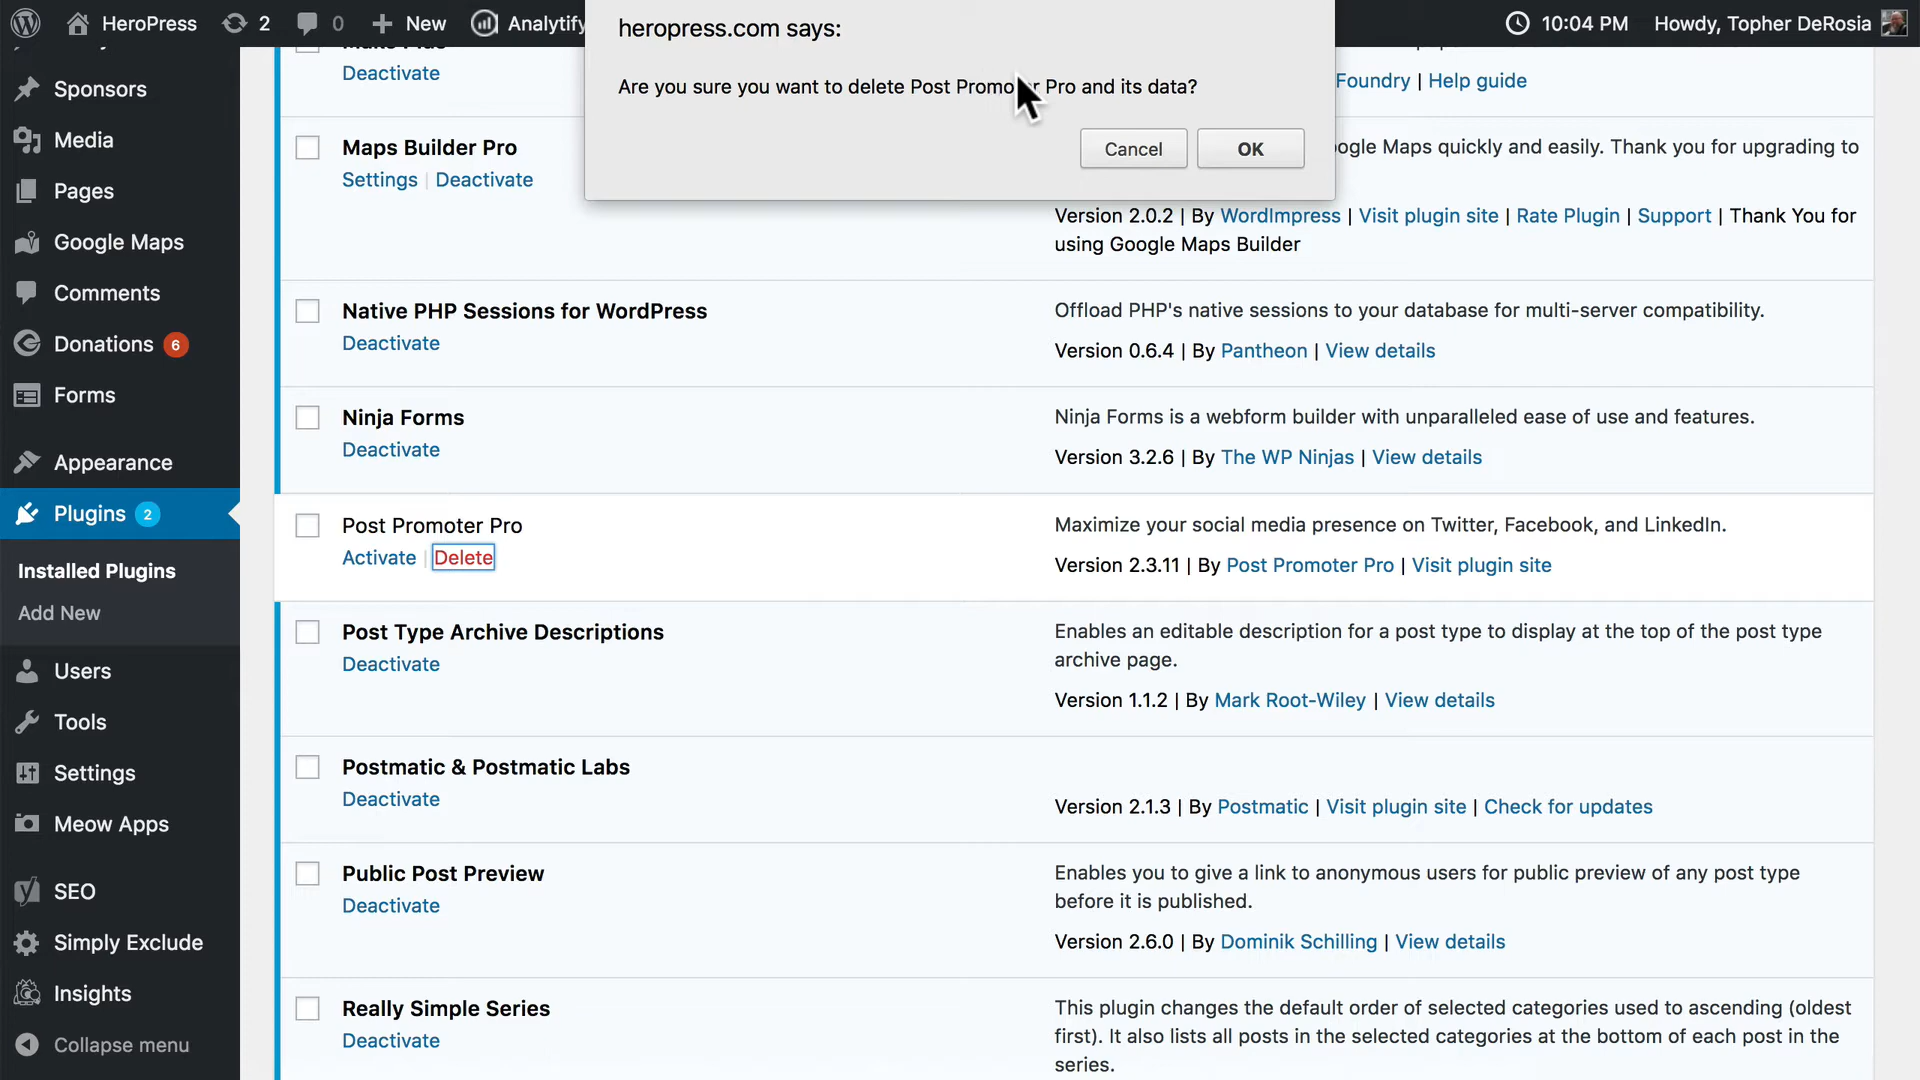 HeroPress 2 0 New Analytify 10:04 PM Howdy, Topher DeRosia
heropress.com says:
Are you sure you want to delete Post Promoter Pro and its data?
Cancel OK
Sponsors
Media
Pages
Google Maps
Comments
Donations 6
Forms
Appearance
Plugins 2
Installed Plugins
Add New
Users
Tools
Settings
Meow Apps
SEO
Simply Exclude
Insights
Collapse menu
Deactivate
Foundry | Help guide
Maps Builder Pro
Settings | Deactivate
ogle Maps quickly and easily. Thank you for upgrading to
Version 2.0.2 | By WordImpress | Visit plugin site | Rate Plugin | Support | Thank You for
using Google Maps Builder
Native PHP Sessions for WordPress
Deactivate
Offload PHP's native sessions to your database for multi-server compatibility.
Version 0.6.4 | By Pantheon | View details
Ninja Forms
Deactivate
Ninja Forms is a webform builder with unparalleled ease of use and features.
Version 3.2.6 | By The WP Ninjas | View details
Post Promoter Pro
Activate | Delete
Maximize your social media presence on Twitter, Facebook, and LinkedIn.
Version 2.3.11 | By Post Promoter Pro | Visit plugin site
Post Type Archive Descriptions
Deactivate
Enables an editable description for a post type to display at the top of the post type
archive page.
Version 1.1.2 | By Mark Root-Wiley | View details
Postmatic & Postmatic Labs
Deactivate
Version 2.1.3 | By Postmatic | Visit plugin site | Check for updates
Public Post Preview
Deactivate
Enables you to give a link to anonymous users for public preview of any post type
before it is published.
Version 2.6.0 | By Dominik Schilling | View details
Really Simple Series
Deactivate
This plugin changes the default order of selected categories used to ascending (oldest
first). It also lists all posts in the selected categories at the bottom of each post in the
series.